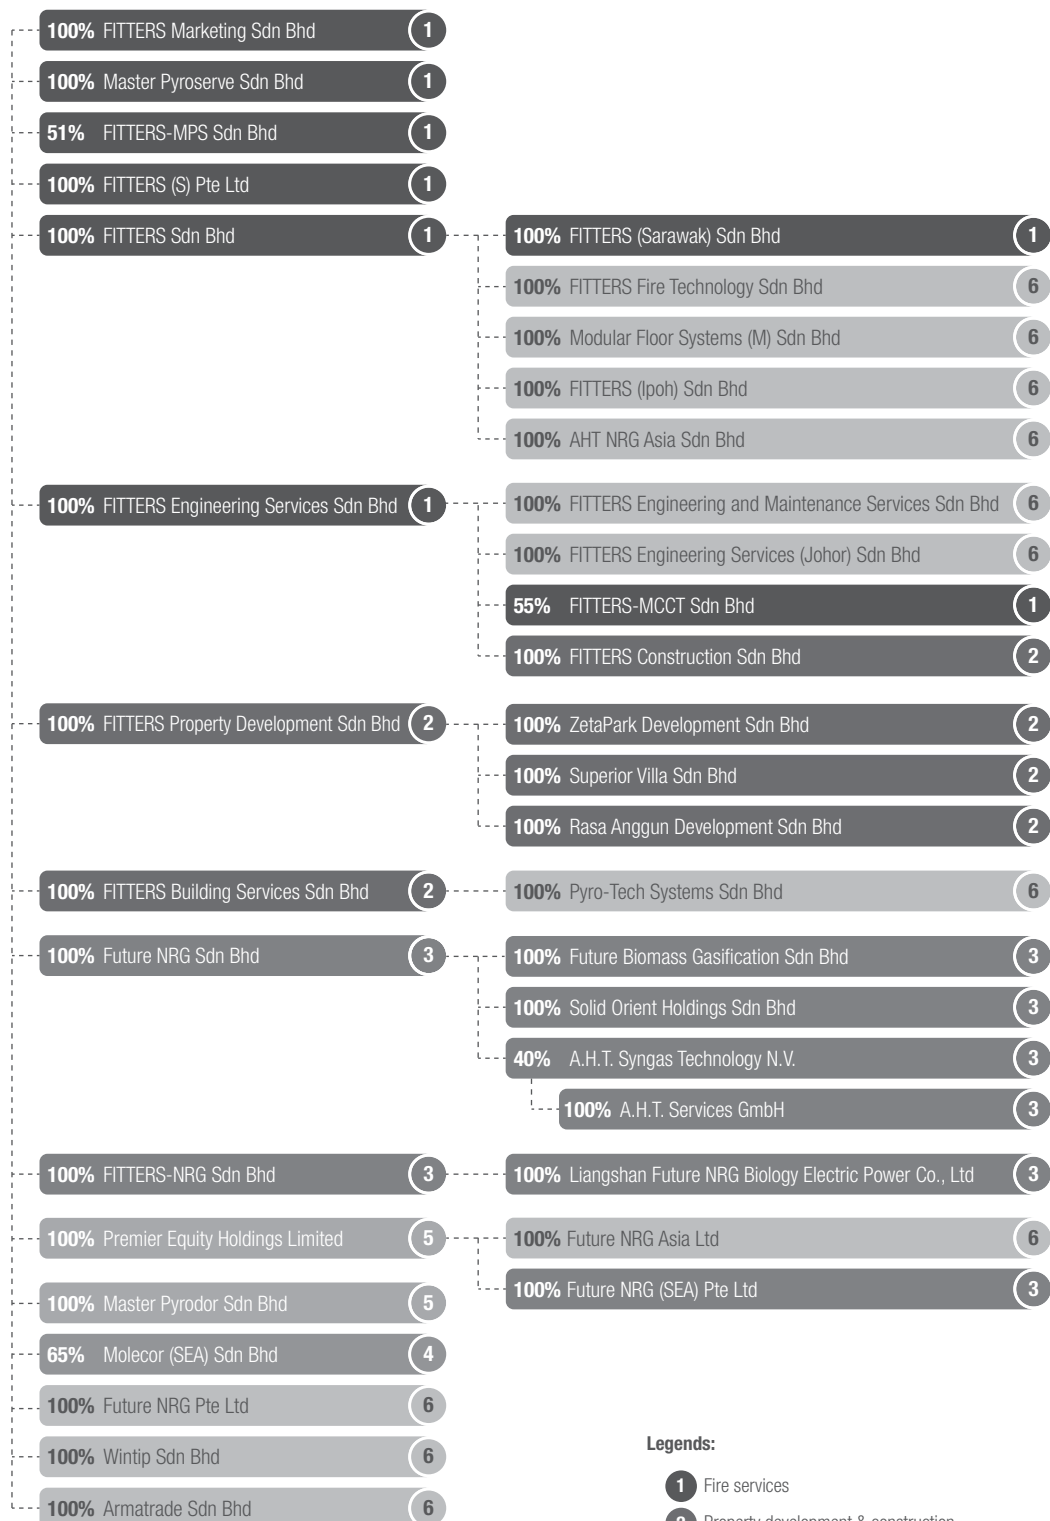 100% FITTERS Marketing Sdn Bhd 1
100% Master Pyroserve Sdn Bhd 1
51% FITTERS-MPS Sdn Bhd 1
100% FITTERS (S) Pte Ltd 1
100% FITTERS Sdn Bhd 1
100% FITTERS (Sarawak) Sdn Bhd 1
100% FITTERS Fire Technology Sdn Bhd 6
100% Modular Floor Systems (M) Sdn Bhd 6
100% FITTERS (Ipoh) Sdn Bhd 6
100% AHT NRG Asia Sdn Bhd 6
100% FITTERS Engineering Services Sdn Bhd 1
100% FITTERS Engineering and Maintenance Services Sdn Bhd 6
100% FITTERS Engineering Services (Johor) Sdn Bhd 6
55% FITTERS-MCCT Sdn Bhd 1
100% FITTERS Construction Sdn Bhd 2
100% FITTERS Property Development Sdn Bhd 2
100% ZetaPark Development Sdn Bhd 2
100% Superior Villa Sdn Bhd 2
100% Rasa Anggun Development Sdn Bhd 2
100% FITTERS Building Services Sdn Bhd 2
100% Pyro-Tech Systems Sdn Bhd 6
100% Future NRG Sdn Bhd 3
100% Future Biomass Gasification Sdn Bhd 3
100% Solid Orient Holdings Sdn Bhd 3
40% A.H.T. Syngas Technology N.V. 3
100% A.H.T. Services GmbH 3
100% FITTERS-NRG Sdn Bhd 3
100% Liangshan Future NRG Biology Electric Power Co., Ltd 3
100% Premier Equity Holdings Limited 5
100% Future NRG Asia Ltd 6
100% Future NRG (SEA) Pte Ltd 3
100% Master Pyrodor Sdn Bhd 5
65% Molecor (SEA) Sdn Bhd 4
100% Future NRG Pte Ltd 6
100% Wintip Sdn Bhd 6
100% Armatrade Sdn Bhd 6
Legends:
1 Fire services
2 Property development & construction